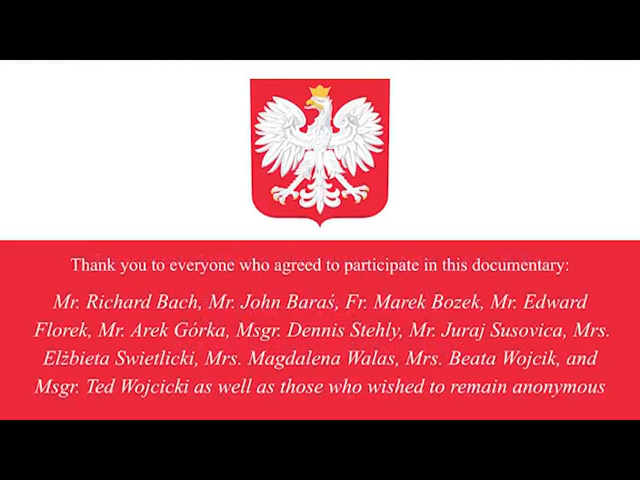 Thank you to everyone who agreed to participate in this documentary:
Mr. Richard Bach, Mr. John Baraś, Fr. Marek Bozek, Mr. Edward
Florek, Mr. Arek Górka, Msgr. Dennis Stehly, Mr. Juraj Susovica, Mrs.
Elżbieta Swietlicki, Mrs. Magdalena Walas, Mrs. Beata Wojcik, and
Msgr. Ted Wojcicki as well as those who wished to remain anonymous